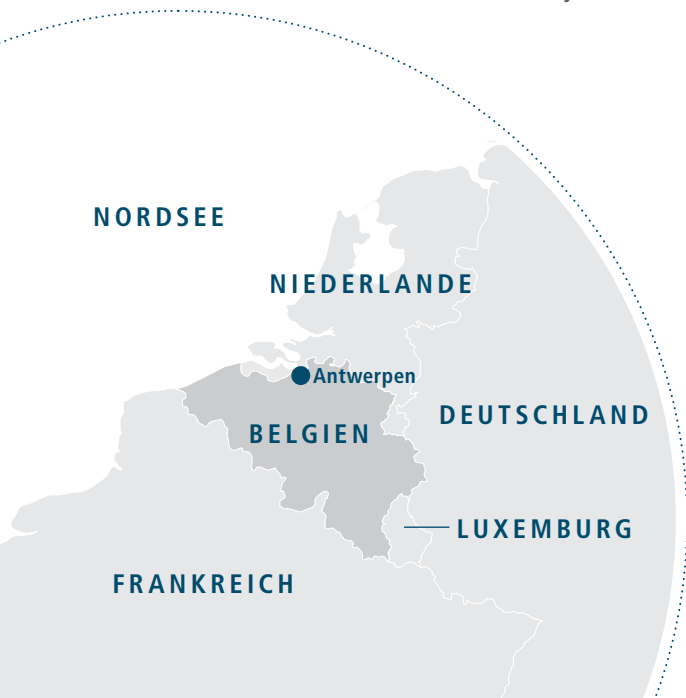 NORDSEE
NIEDERLANDE
Antwerpen
DEUTSCHLAND
BELGIEN
LUXEMBURG
FRANKREICH